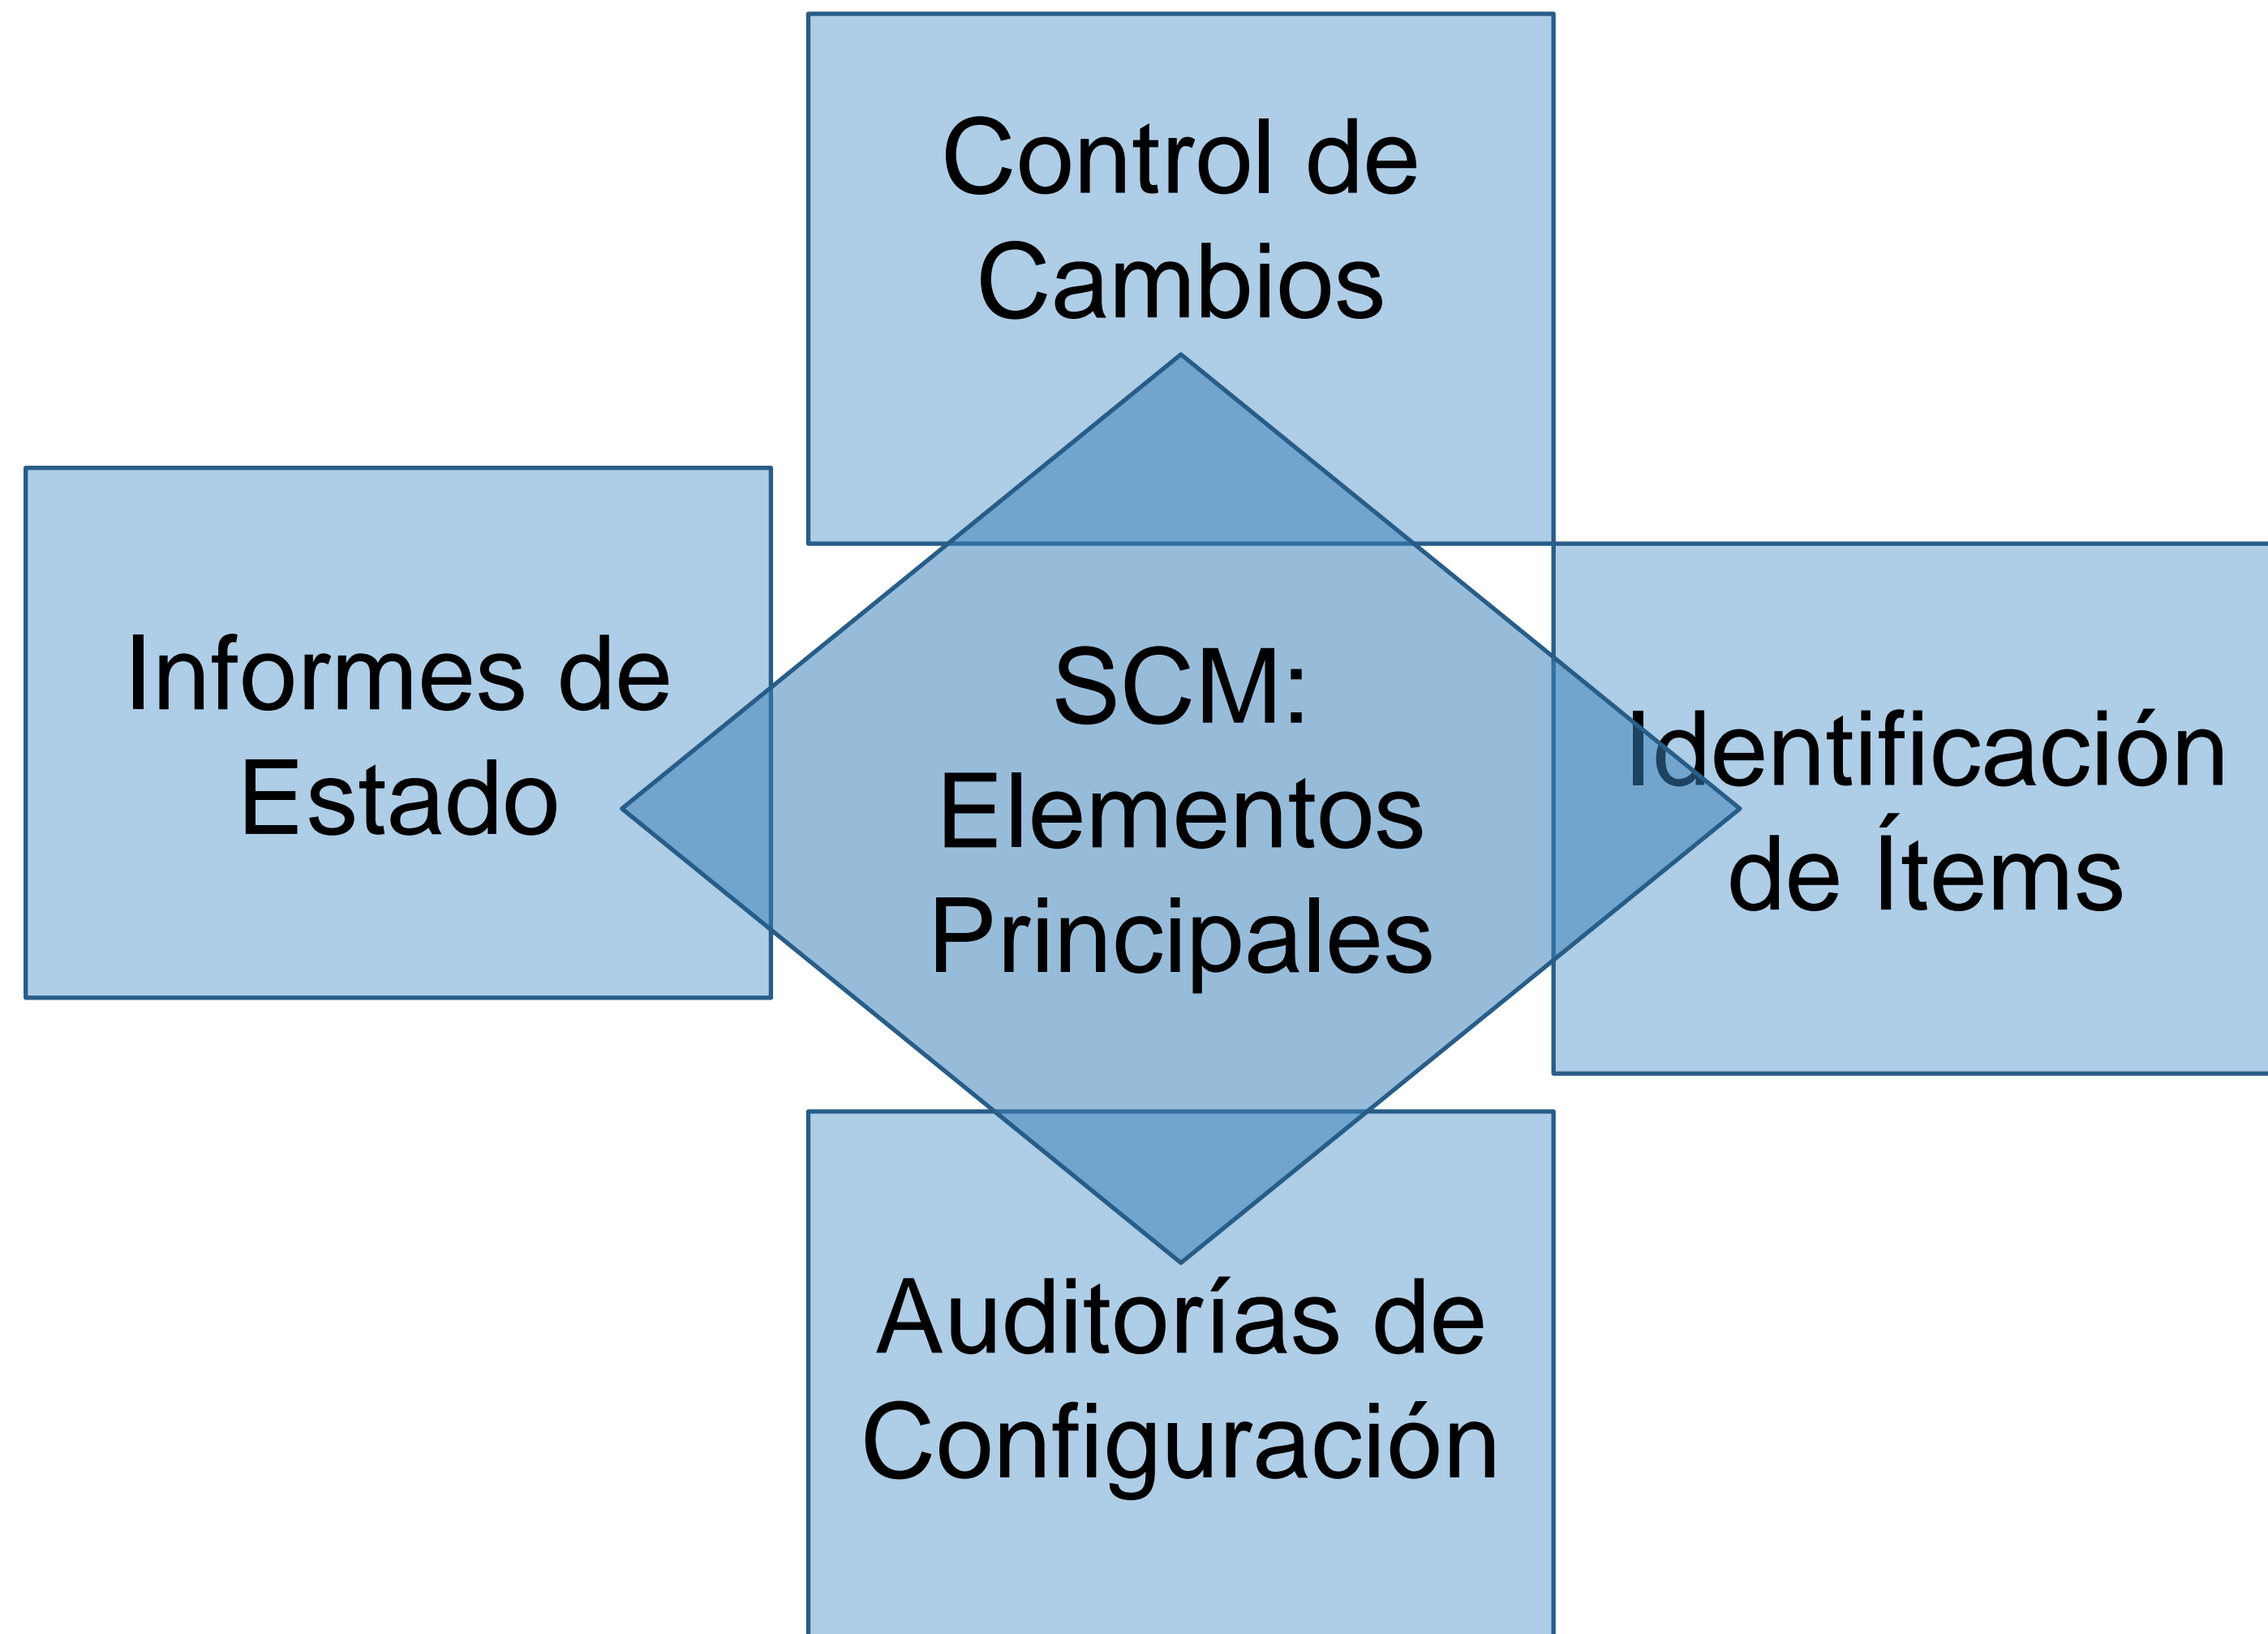 Control de
Cambios
Informes de
Estado
SCM:
Elementos
Principales
Identificación
de Ítems
Auditorías de
Configuración